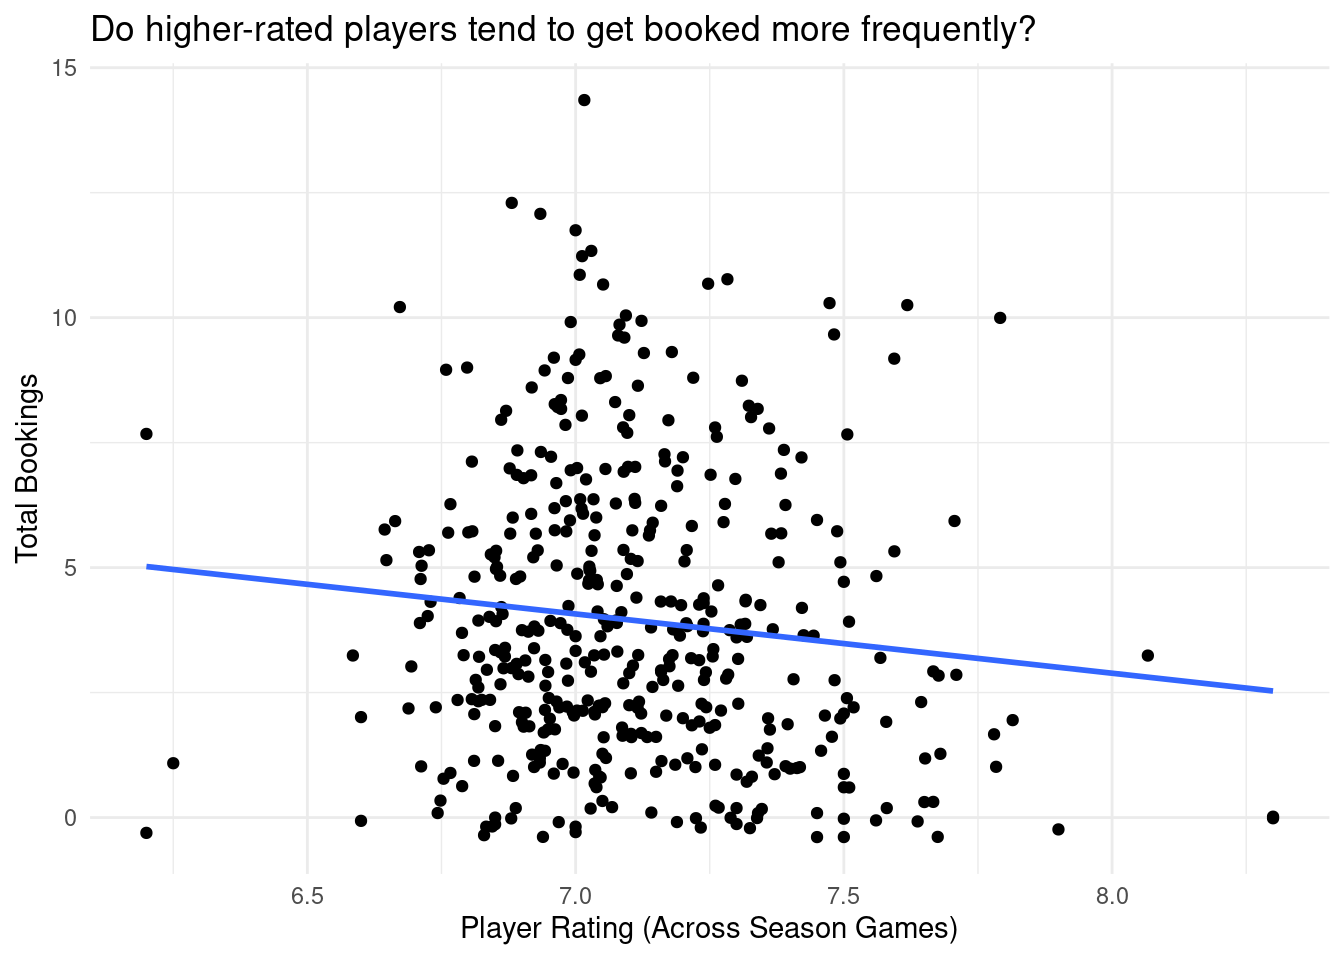 Do higher-rated players tend to get booked more frequently?
15
10
5
0
Total Bookings
6.5 7.0 7.5 8.0
Player Rating (Across Season Games)